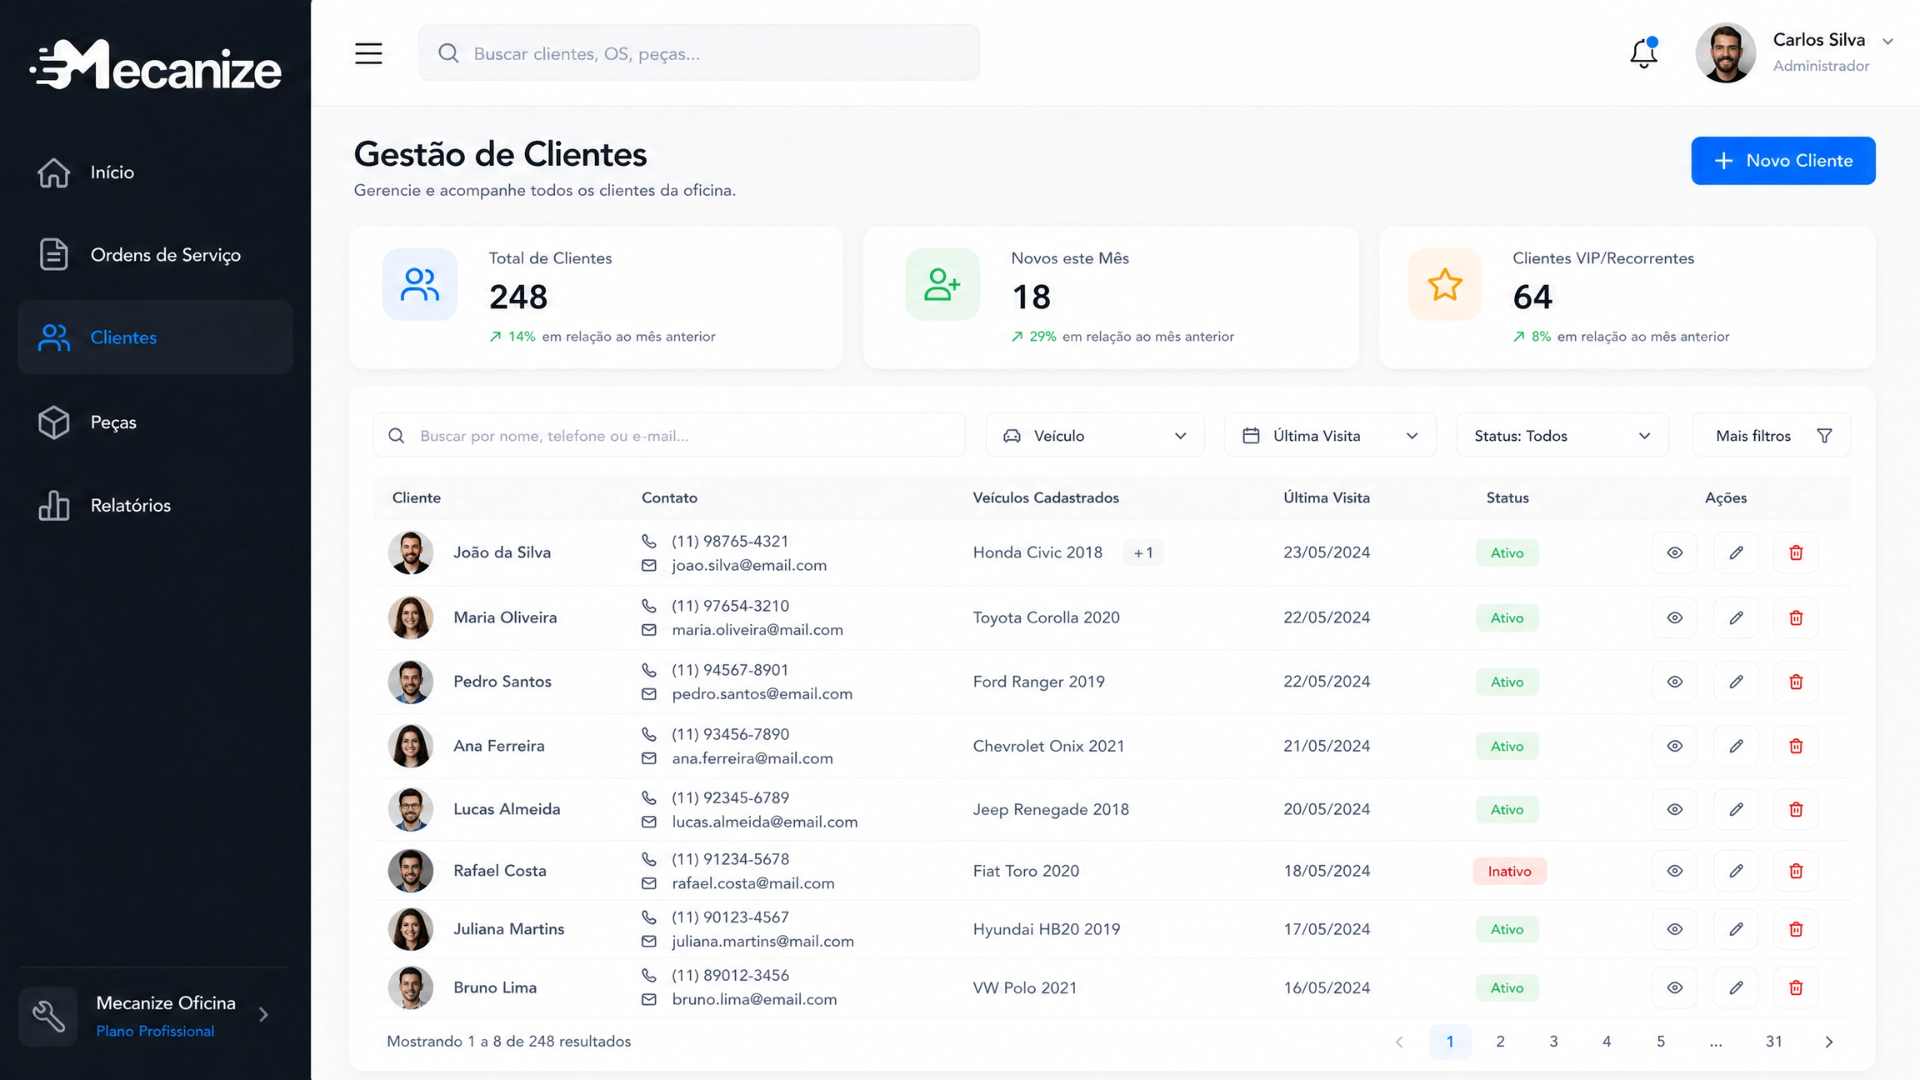 Mecanize
Início
Ordens de Serviço
Clientes
Peças
Relatórios
Mecanize Oficina
Plano Profissional
Buscar clientes, OS, peças...
Carlos Silva
Administrador
Gestão de Clientes
Gerencie e acompanhe todos os clientes da oficina.
+ Novo Cliente
Total de Clientes
248
14% em relação ao mês anterior
Novos este Mês
18
29% em relação ao mês anterior
Clientes VIP/Recorrentes
64
8% em relação ao mês anterior
Buscar por nome, telefone ou e-mail...
Veículo
Última Visita
Status: Todos
Mais filtros
Cliente Contato Veículos Cadastrados Última Visita Status Ações
João da Silva
(11) 98765-4321
joao.silva@email.com
Honda Civic 2018 +1 23/05/2024 Ativo
Maria Oliveira
(11) 97654-3210
maria.oliveira@mail.com
Toyota Corolla 2020 22/05/2024 Ativo
Pedro Santos
(11) 94567-8901
pedro.santos@email.com
Ford Ranger 2019 22/05/2024 Ativo
Ana Ferreira
(11) 93456-7890
ana.ferreira@mail.com
Chevrolet Onix 2021 21/05/2024 Ativo
Lucas Almeida
(11) 92345-6789
lucas.almeida@email.com
Jeep Renegade 2018 20/05/2024 Ativo
Rafael Costa
(11) 91234-5678
rafael.costa@mail.com
Fiat Toro 2020 18/05/2024 Inativo
Juliana Martins
(11) 90123-4567
juliana.martins@mail.com
Hyundai HB20 2019 17/05/2024 Ativo
Bruno Lima
(11) 89012-3456
bruno.lima@email.com
VW Polo 2021 16/05/2024 Ativo
Mostrando 1 a 8 de 248 resultados
1 2 3 4 5 ... 31